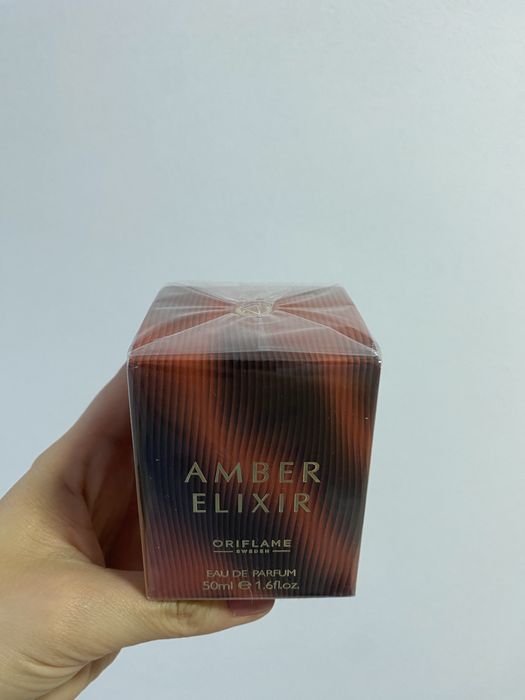 AMBER
ELIXIR
ORIFLAME
SWEDEN
EAU DE PARFUM
50ml ℮ 1.6fl.oz.